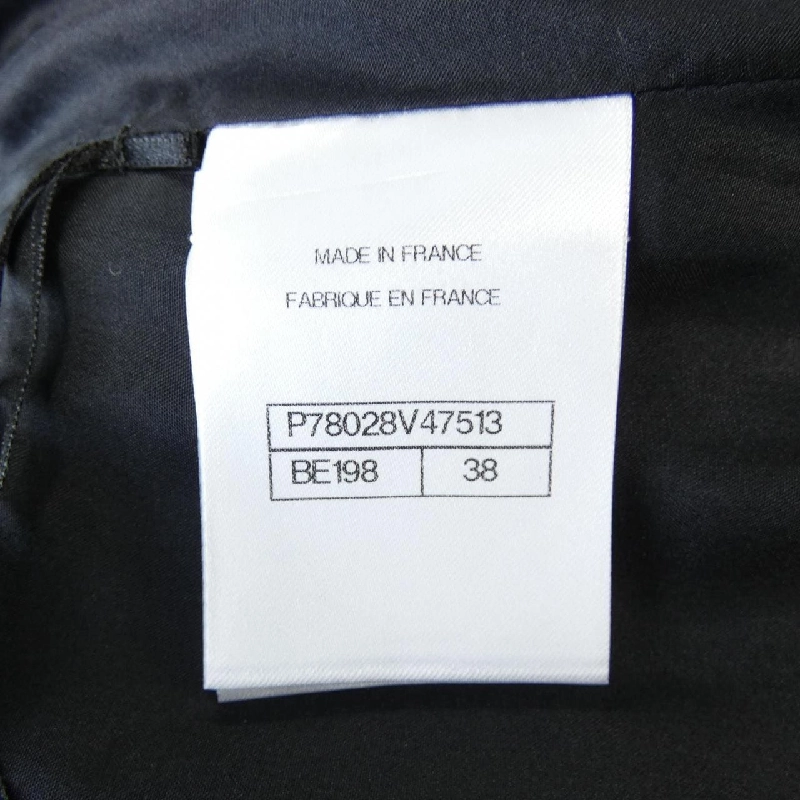 MADE IN FRANCE
FABRIQUE EN FRANCE
P78028V47513
BE198 38